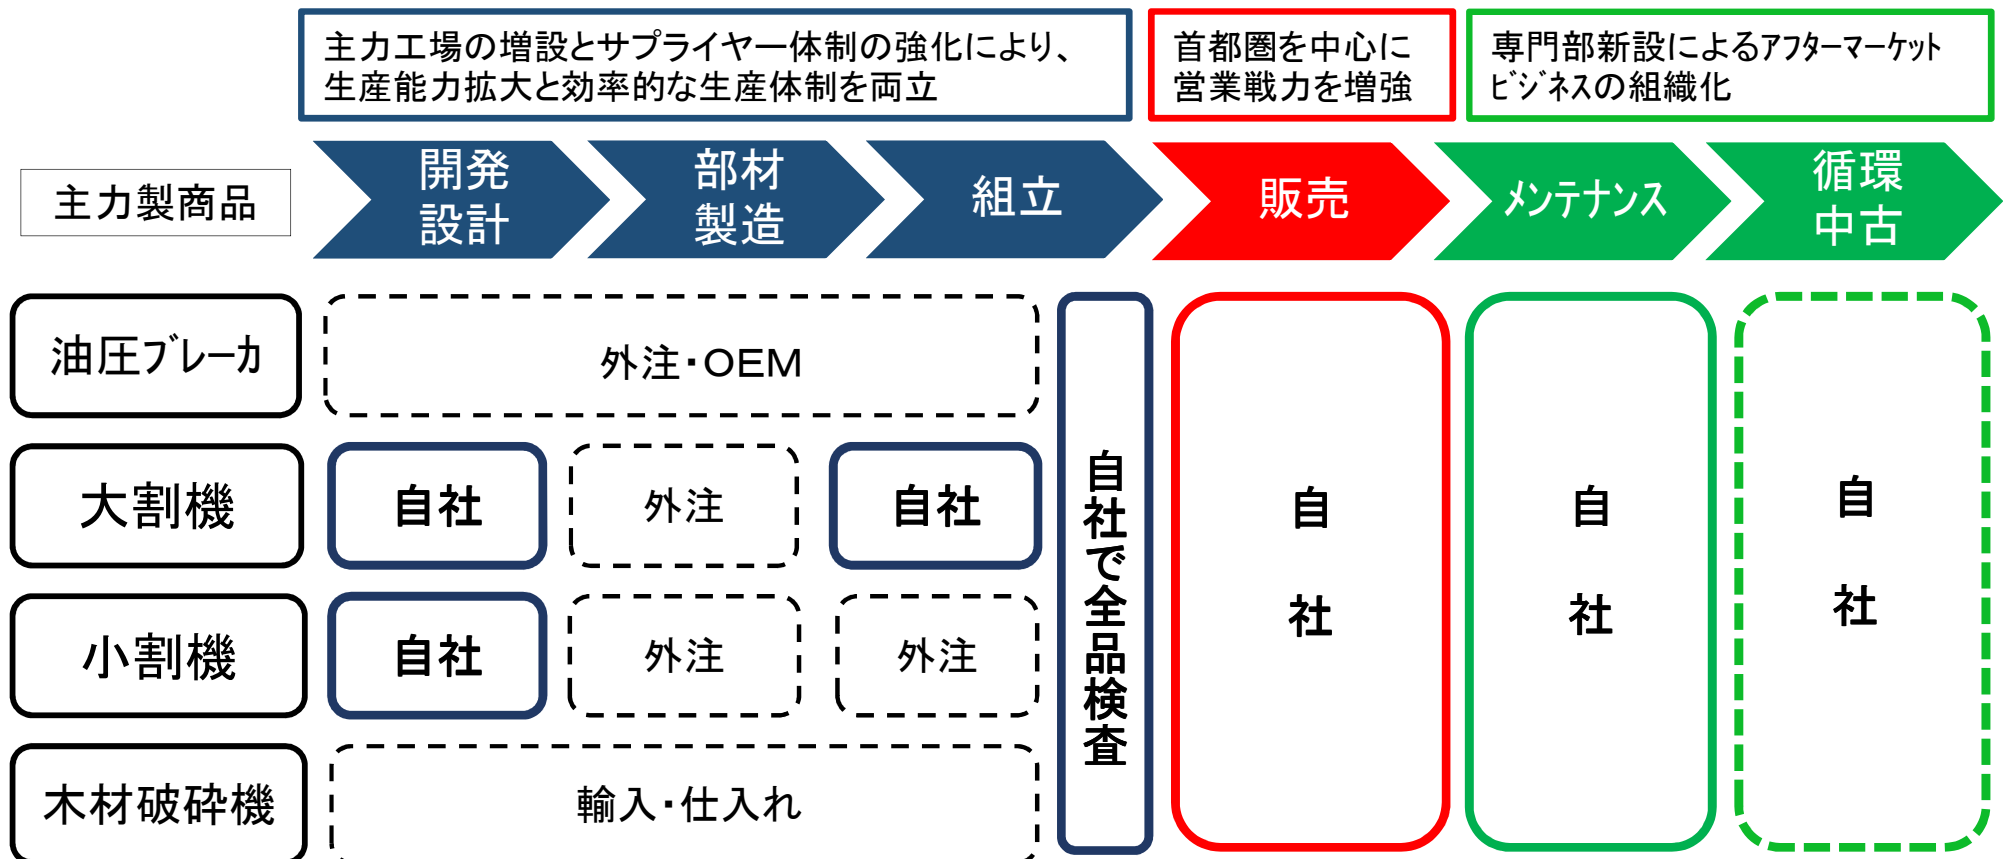 主力工場の増設とサプライヤー体制の強化により、
生産能力拡大と効率的な生産体制を両立
首都圏を中心に
営業戦力を増強
専門部新設によるｱﾌﾀｰﾏｰｹｯﾄ
ﾋﾞｼﾞﾈｽの組織化
主力製商品
開発
設計
部材
製造
組立
販売
ﾒﾝﾃﾅﾝｽ
循環
中古
油圧ﾌﾞﾚｰｶ
外注・OEM
大割機
自社
外注
自社
小割機
自社
外注
外注
木材破砕機
輸入・仕入れ
自社で全品検査
自社
自社
自社